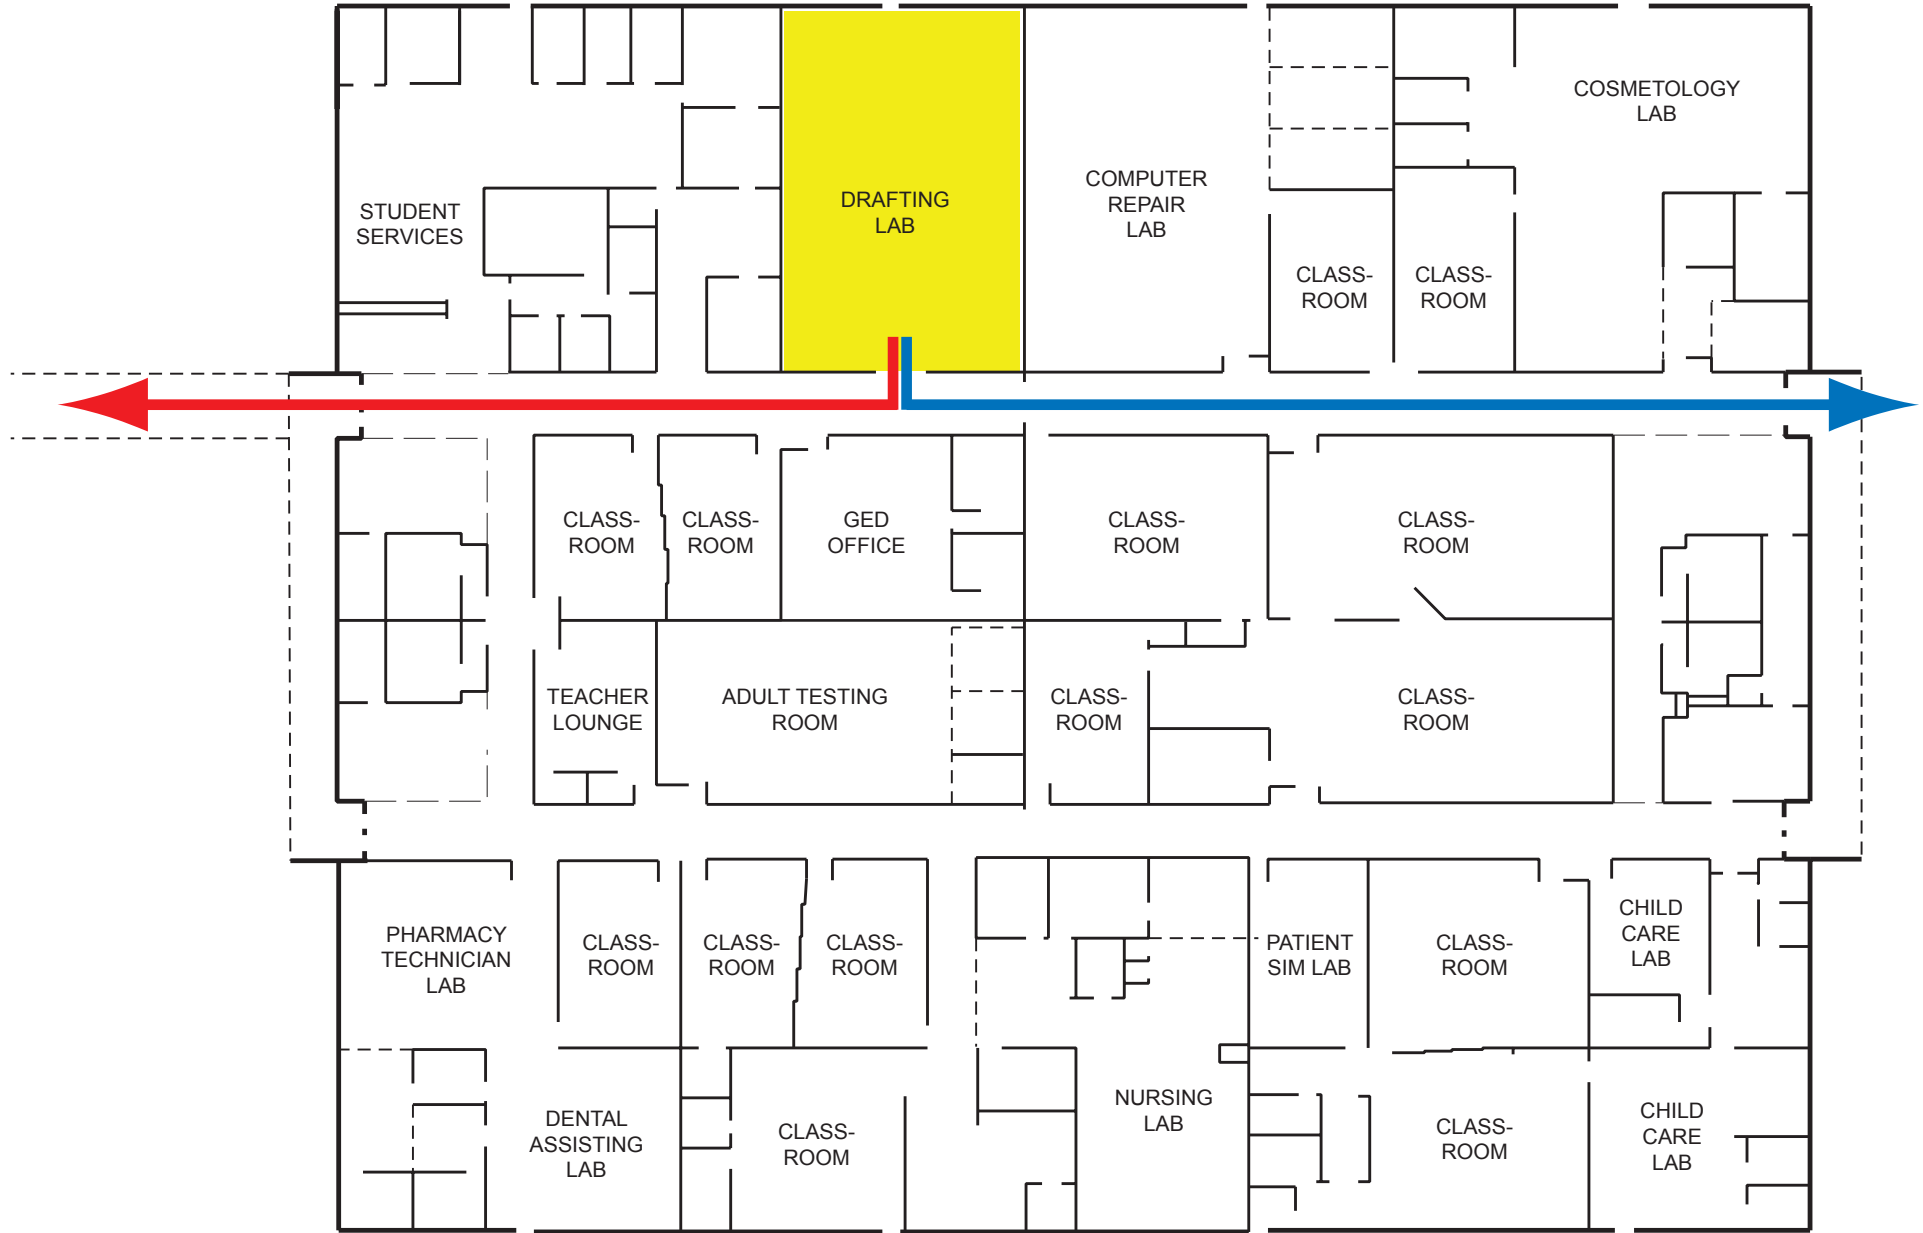 COSMETOLOGY
LAB
STUDENT
SERVICES
DRAFTING
LAB
COMPUTER
REPAIR
LAB
CLASS-
ROOM
CLASS-
ROOM
CLASS-
ROOM
CLASS-
ROOM
GED
OFFICE
CLASS-
ROOM
CLASS-
ROOM
TEACHER
LOUNGE
ADULT TESTING
ROOM
CLASS-
ROOM
CLASS-
ROOM
PHARMACY
TECHNICIAN
LAB
CLASS-
ROOM
CLASS-
ROOM
CLASS-
ROOM
PATIENT
SIM LAB
CLASS-
ROOM
CHILD
CARE
LAB
DENTAL
ASSISTING
LAB
CLASS-
ROOM
NURSING
LAB
CLASS-
ROOM
CHILD
CARE
LAB